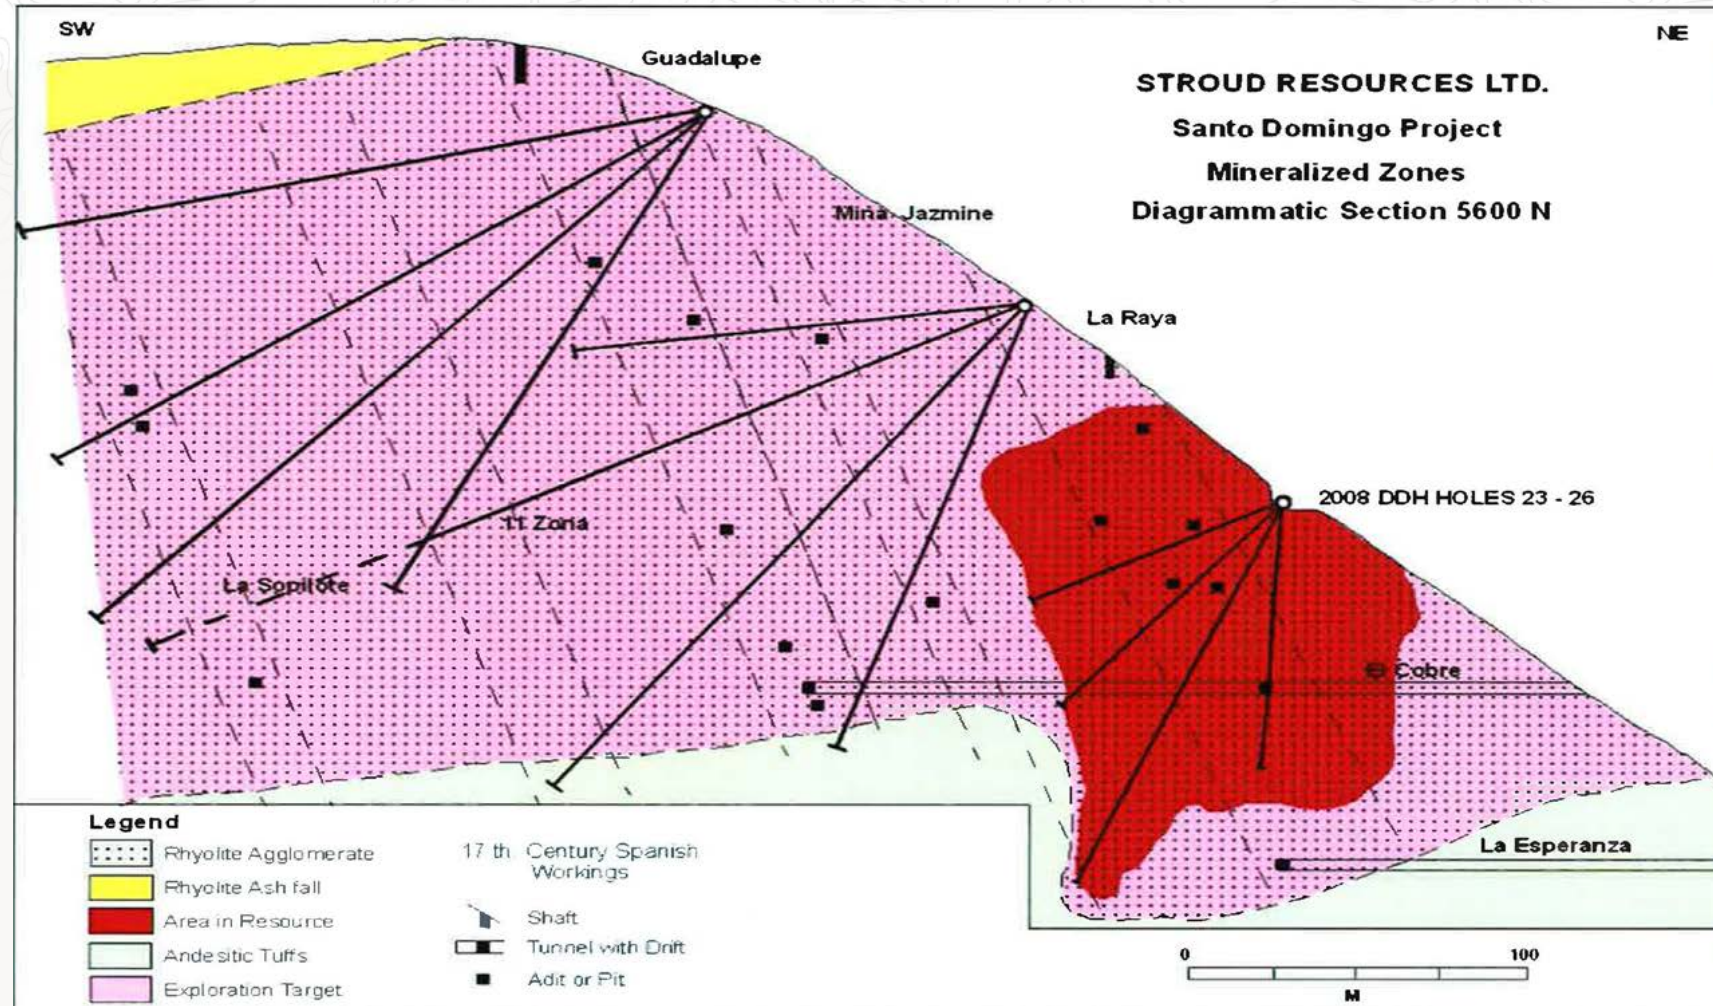 SW
NE
Guadalupe
STROUD RESOURCES LTD.
Santo Domingo Project
Mineralized Zones
Diagrammatic Section 5600 N
Mina Jazmine
La Raya
2008 DDH HOLES 23 - 26
11 Zona
La Sopilote
El Cobre
La Esperanza
Legend
Rhyolite Agglomerate
Rhyolite Ash fall
Area in Resource
Andesitic Tuffs
Exploration Target
17 th Century Spanish
Workings
Shaft
Tunnel with Drift
Adit or Pit
0 100
M